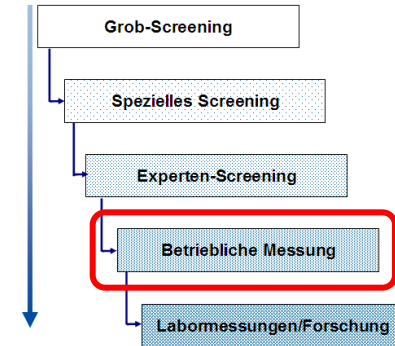 Grob-Screening
Spezielles Screening
Experten-Screening
Betriebliche Messung
Labormessungen/Forschung